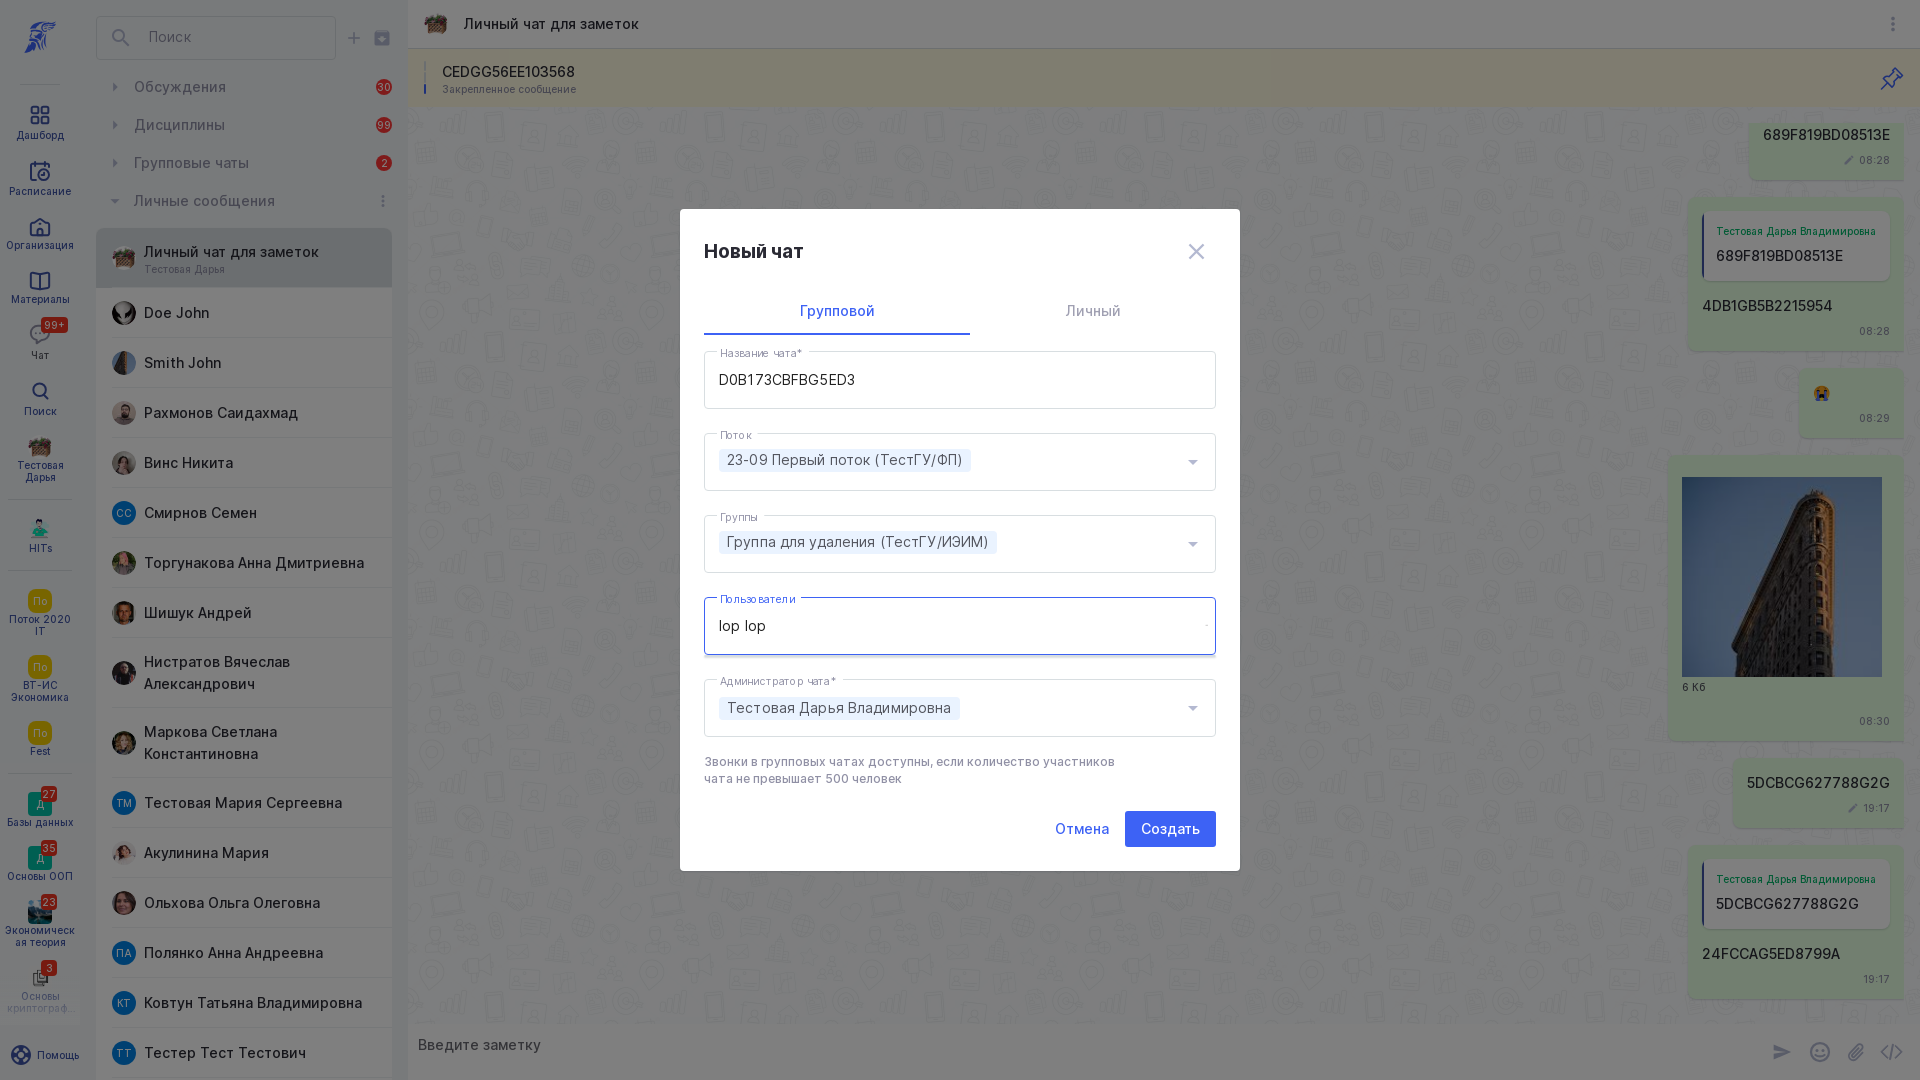 Дашборд
Расписание
Организация
Материалы
99+
Чат
Поиск
Тестовая
Дарья
HITs
По
Поток 2020
IT
По
ВТ-ИС
Экономика
По
Fest
27
Д
Базы данных
35
Д
Основы ООП
23
Экономическ
ая теория
3
Основы
криптограф...
Помощь
Поиск
Обсуждения 30
Дисциплины 99
Групповые чаты 2
Личные сообщения
Личный чат для заметок
Тестовая Дарья
Doe John
Smith John
Рахмонов Саидахмад
Винс Никита
СС Смирнов Семен
Торгунакова Анна Дмитриевна
Шишук Андрей
Нистратов Вячеслав
Александрович
Маркова Светлана
Константиновна
ТМ Тестовая Мария Сергеевна
Акулинина Мария
Ольхова Ольга Олеговна
ПА Полянко Анна Андреевна
КТ Ковтун Татьяна Владимировна
ТТ Тестер Тест Тестович
Личный чат для заметок
CEDGG56EE103568
Закрепленное сообщение
689F819BD08513E
08:28
Тестовая Дарья Владимировна
689F819BD08513E
4DB1GB5B2215954
08:28
08:29
6 Кб
08:30
5DCBCG627788G2G
19:17
Тестовая Дарья Владимировна
5DCBCG627788G2G
24FCCAG5ED8799A
19:17
Введите заметку
Новый чат
Групповой Личный
Название чата*
D0B173CBFBG5ED3
Поток
23-09 Первый поток (ТестГУ/ФП)
Группы
Группа для удаления (ТестГУ/ИЭИМ)
Пользователи
lop lop
Администратор чата*
Тестовая Дарья Владимировна
Звонки в групповых чатах доступны, если количество участников
чата не превышает 500 человек
Отмена Создать